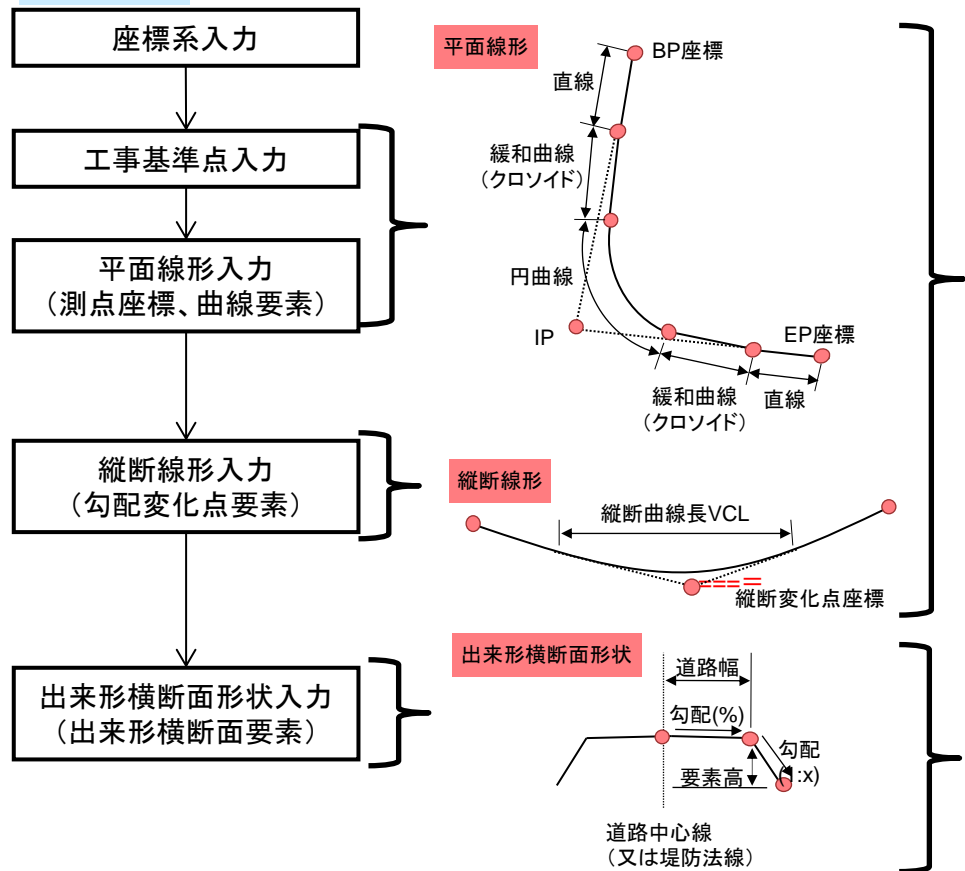 座標系入力
工事基準点入力
平面線形入力
（測点座標、曲線要素）
縦断線形入力
（勾配変化点要素）
出来形横断面形状入力
（出来形横断面要素）
平面線形
BP座標
直線
緩和曲線
（クロソイド）
円曲線
IP
EP座標
緩和曲線
（クロソイド）
直線
縦断線形
縦断曲線長VCL
縦断変化点座標
出来形横断面形状
道路幅
勾配(%)
勾配
(1:x)
要素高
道路中心線
（又は堤防法線）